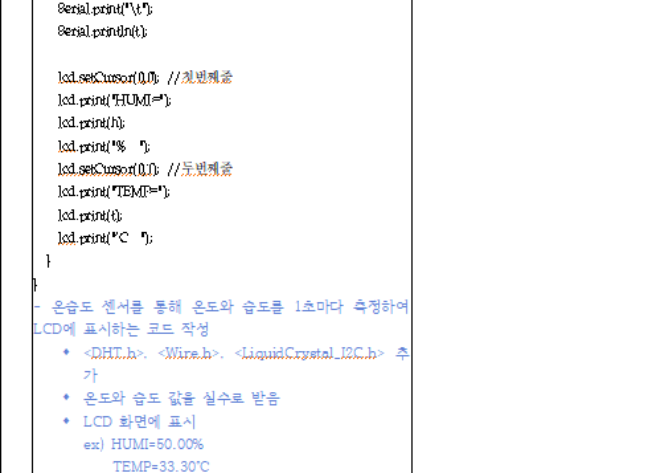 Serial.print("\t");
Serial.println(t);
lcd.setCursor(0,0); //첫번째줄
lcd.print("HUMI=");
lcd.print(h);
lcd.print("%   ");
lcd.setCursor(0,1); //두번째줄
lcd.print("TEMP=");
lcd.print(t);
lcd.print("C   ");
}
}
- 온습도 센서를 통해 온도와 습도를 1초마다 측정하여
LCD에 표시하는 코드 작성
♦ <DHT.h>, <Wire.h>, <LiquidCrystal_I2C.h> 추
가
♦ 온도와 습도 값을 실수로 받음
♦ LCD 화면에 표시
ex) HUMI=50.00%
TEMP=33.30℃